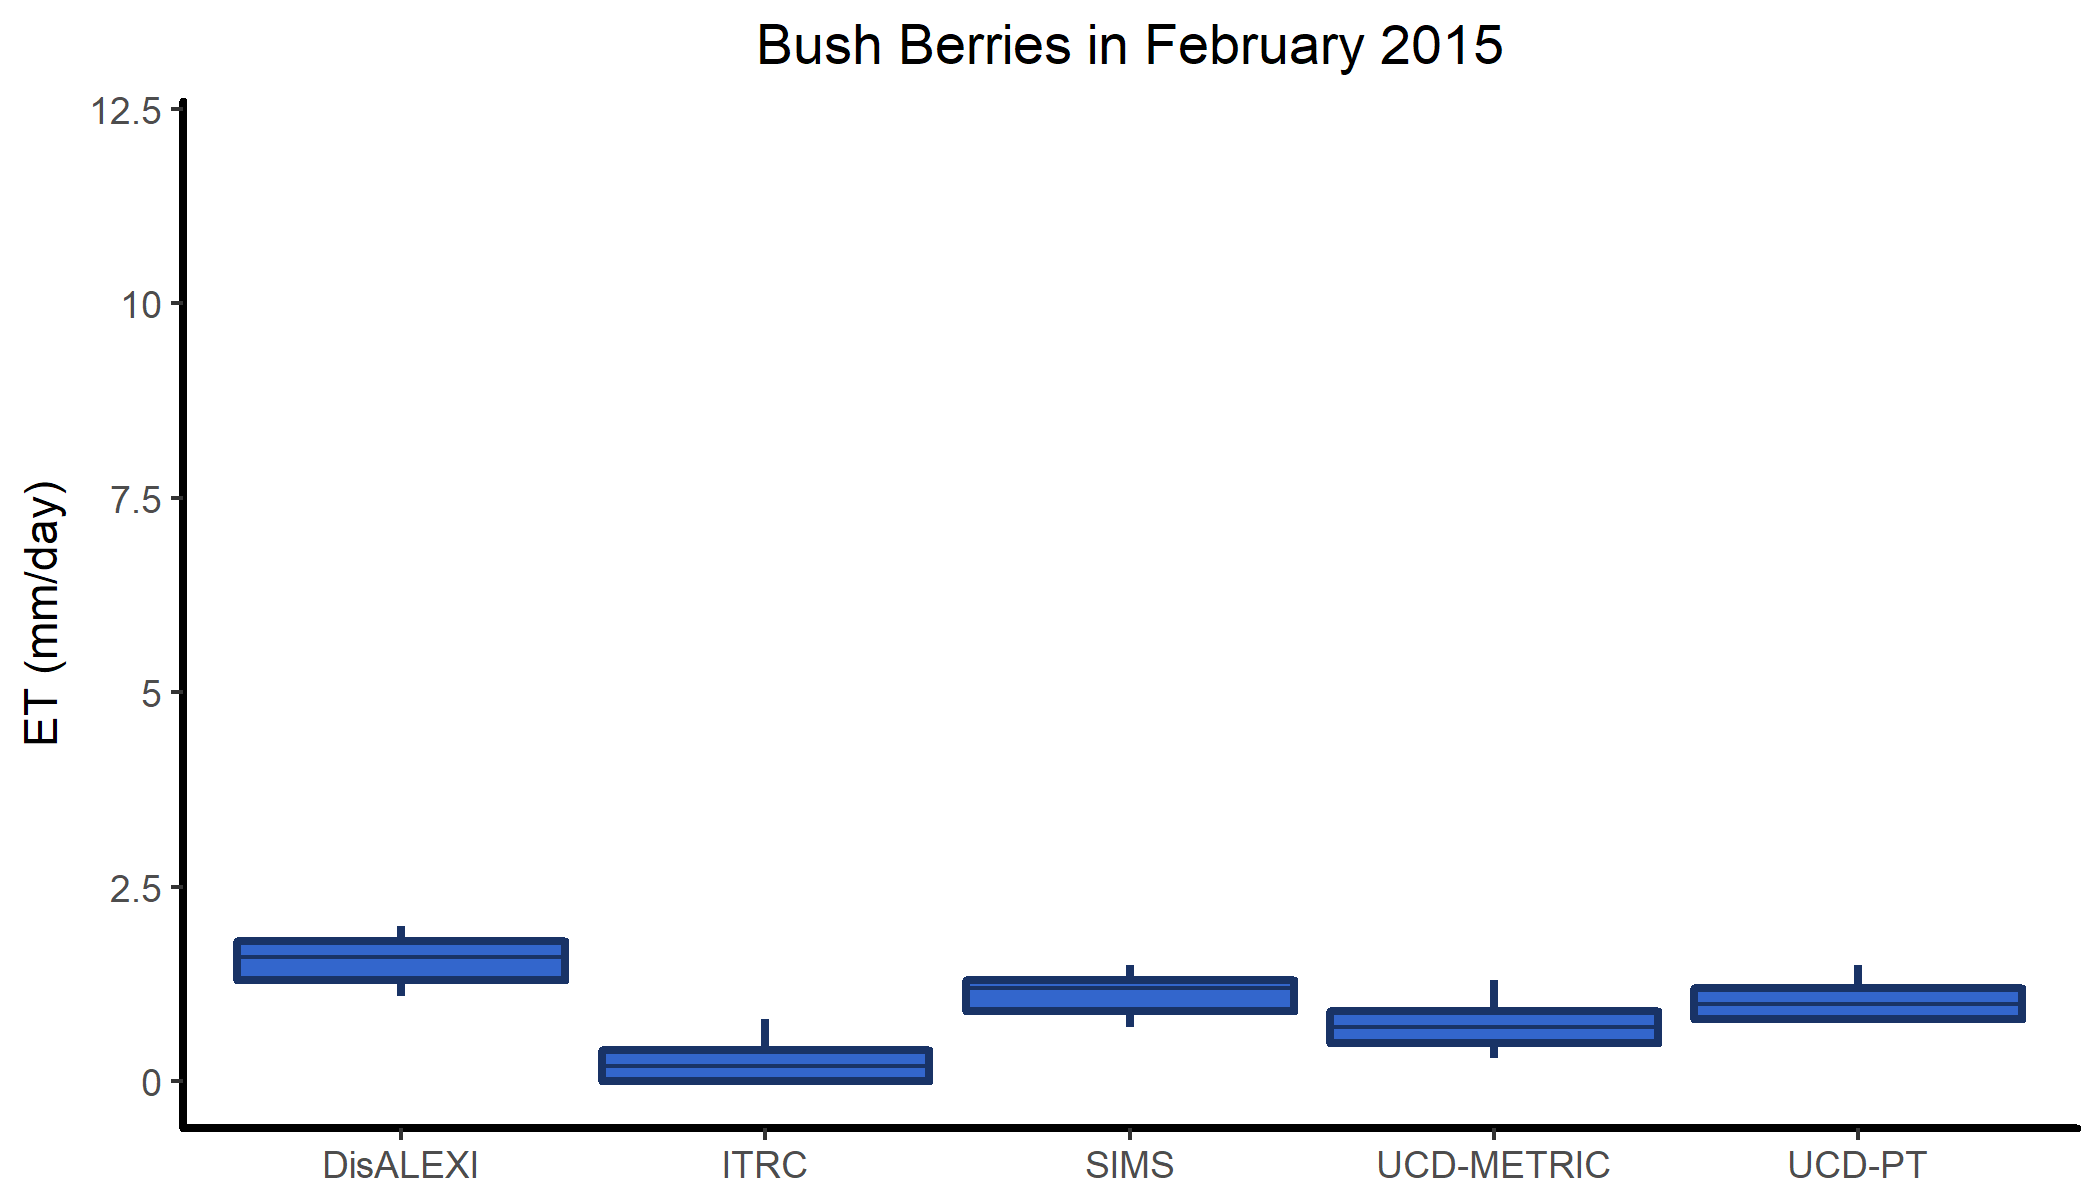 Bush Berries in February 2015
12.5
10
7.5
5
2.5
0
ET (mm/day)
DisALEXI
ITRC
SIMS
UCD-METRIC
UCD-PT